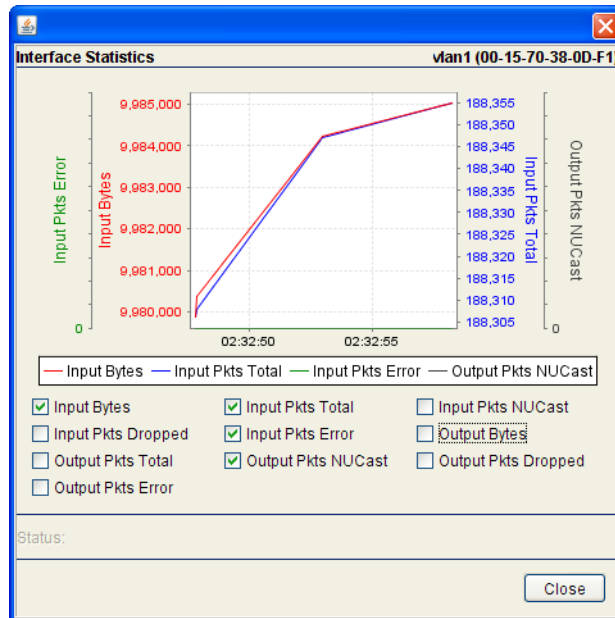 Interface Statistics
vlan1 (00-15-70-38-0D-F1)
Input Pkts Error
0
Input Bytes
9,985,000
9,984,000
9,983,000
9,982,000
9,981,000
9,980,000
02:32:50
02:32:55
188,355
188,350
188,345
188,340
188,335
188,330
188,325
188,320
188,315
188,310
188,305
Input Pkts Total
Output Pkts NUCast
0
Input Bytes
Input Pkts Total
Input Pkts Error
Output Pkts NUCast
Input Bytes
Input Pkts Total
Input Pkts NUCast
Input Pkts Dropped
Input Pkts Error
Output Bytes
Output Pkts Total
Output Pkts NUCast
Output Pkts Dropped
Output Pkts Error
Status:
Close